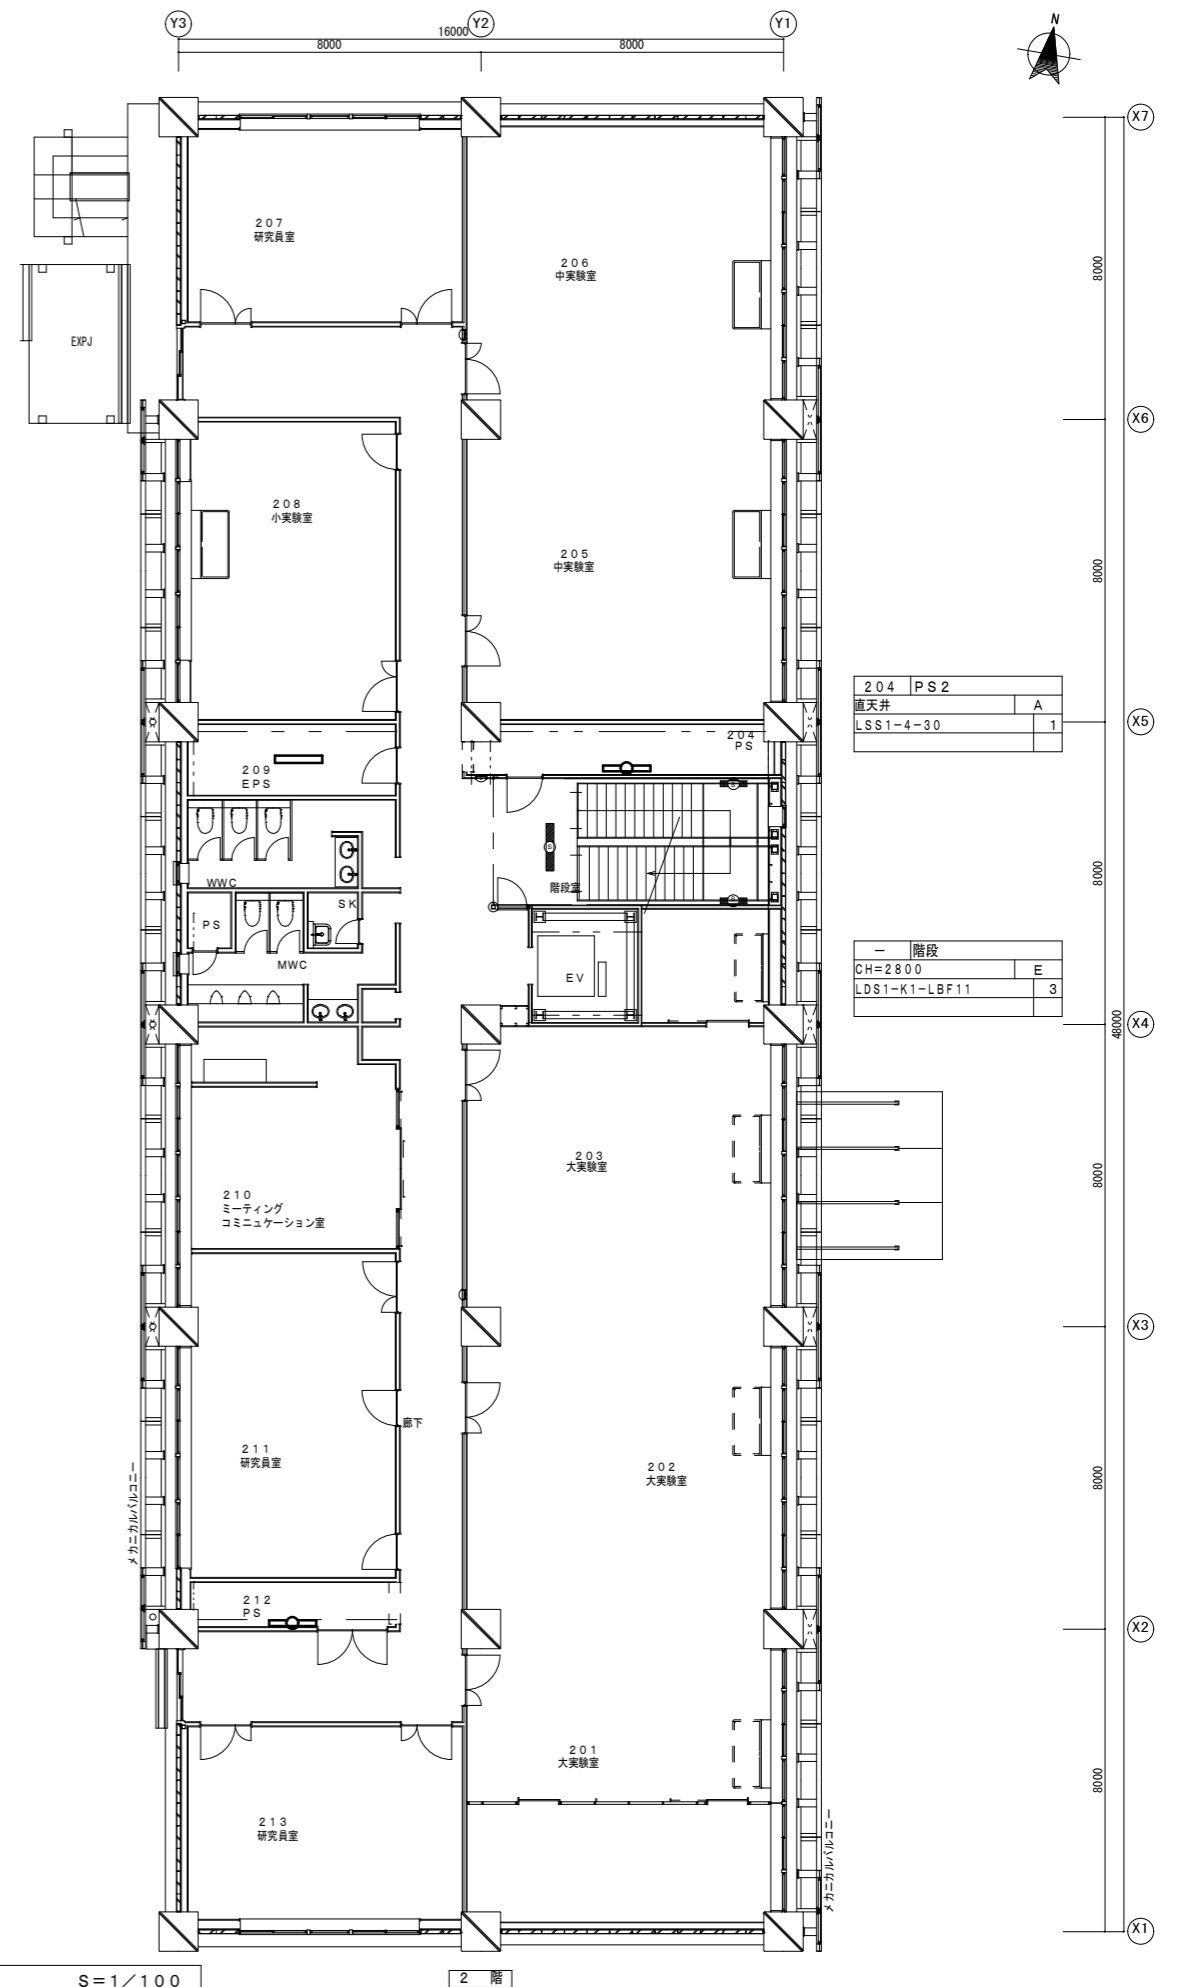 Y3
Y2
Y1
N
16000
8000
8000
X7
207
研究員室
206
中実験室
8000
EXPJ
X6
208
小実験室
205
中実験室
8000
204
PS2
直天井
A
LSS1-4-30
1
X5
204
PS
209
EPS
8000
WWC
階段室
SK
PS
MWC
EV
－
階段
CH=2800
E
LDS1-K1-LBF11
3
X4
48000
203
大実験室
8000
210
ミーティング
コミニュケーション室
X3
廊下
211
研究員室
202
大実験室
8000
メカニカルバルコニー
212
PS
X2
201
大実験室
8000
213
研究員室
メカニカルバルコニー
X1
S=1/100
2 階